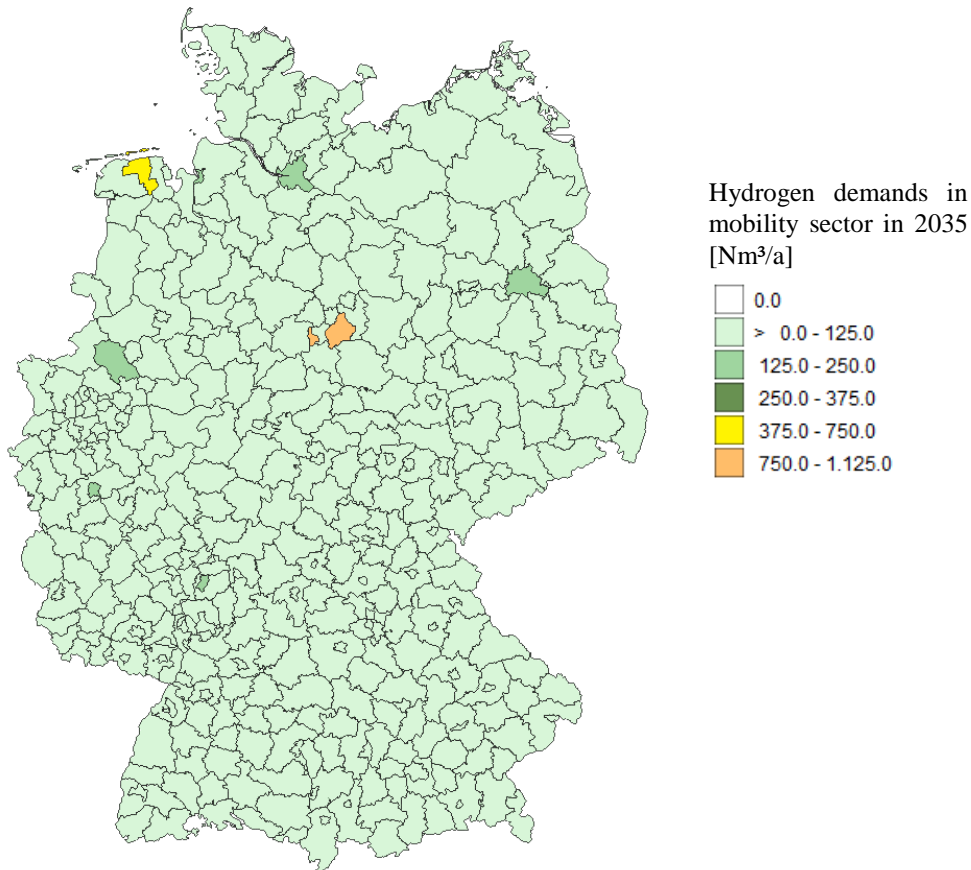 Hydrogen demands in
mobility sector in 2035
[Nm³/a]
0.0
> 0.0 - 125.0
125.0 - 250.0
250.0 - 375.0
375.0 - 750.0
750.0 - 1.125.0